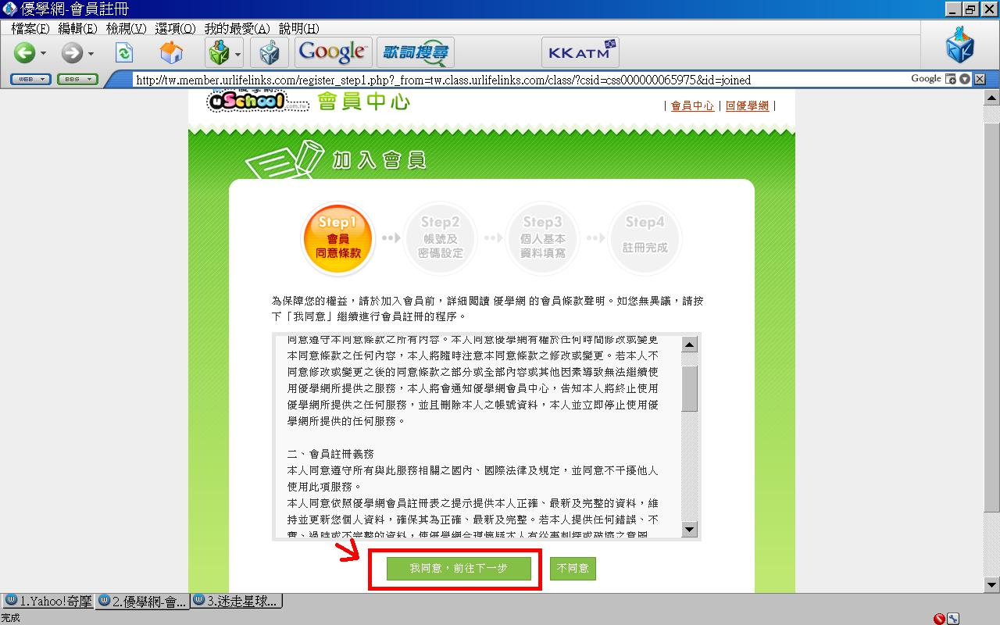 優學網-會員註冊
檔案(F) 編輯(E) 檢視(V) 選項(O) 我的最愛(A) 說明(H)
Google 歌詞搜尋 KKATM
WEB BBS http://tw.member.urlifelinks.com/register_step1.php?_from=tw.class.urlifelinks.com/class/?csid=css000000065975&id=joined Google
uSchool.com.tw 會員中心
| 會員中心 | 回優學網 |
加入會員
Step1 會員 同意條款
Step2 帳號及 密碼設定
Step3 個人基本 資料填寫
Step4 註冊完成
為保障您的權益，請於加入會員前，詳細閱讀 優學網 的會員條款聲明。如您無異議，請按
下「我同意」繼續進行會員註冊的程序。
同意遵守本同意條款之所有內容。本人同意優學網有權於任何時間修改或變更
本同意條款之任何內容，本人將隨時注意本同意條款之修改或變更。若本人不
同意修改或變更之後的同意條款之部分或全部內容或其他因素導致無法繼續使
用優學網所提供之服務，本人將會通知優學網會員中心，告知本人將終止使用
優學網所提供之任何服務，並且刪除本人之帳號資料，本人並立即停止使用優
學網所提供的任何服務。
二、會員註冊義務
本人同意遵守所有與此服務相關之國內、國際法律及規定，並同意不干擾他人
使用此項服務。
本人同意依照優學網會員註冊表之提示提供本人正確、最新及完整的資料，維
持並更新您個人資料，確保其為正確、最新及完整。若本人提供任何錯誤、不
實、過時或不完整的資料，使優學網合理懷疑本人有從事刺探或破壞之意圖
我同意，前往下一步 不同意
1.Yahoo!奇摩 2.優學網-會... 3.迷走星球...
完成